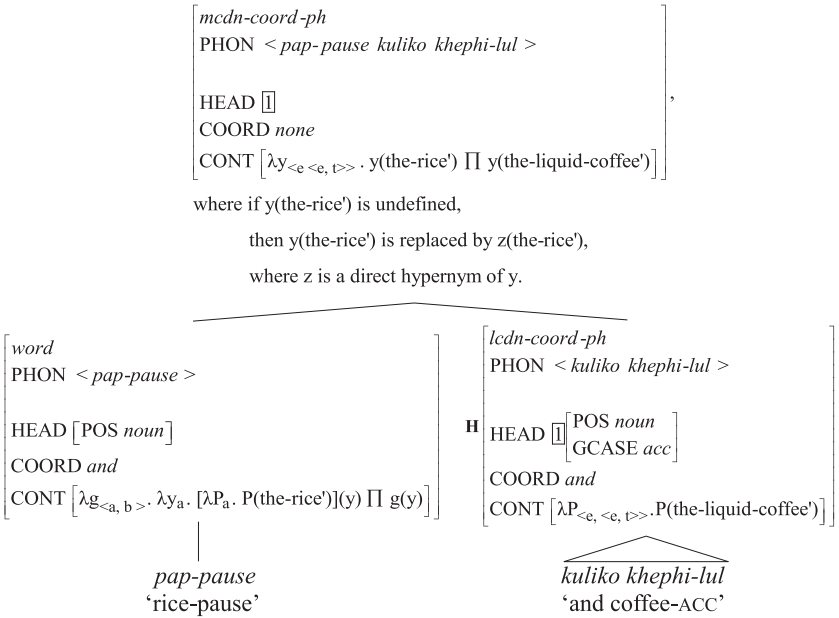 mcdn-coord-ph
PHON < pap- pause kuliko khephi-lul >
HEAD 1
COORD none
CONT [λy<e <e, t>> . y(the-rice') ∏ y(the-liquid-coffee')]
,
where if y(the-rice') is undefined,
then y(the-rice') is replaced by z(the-rice'),
where z is a direct hypernym of y.
word
PHON < pap-pause >
HEAD [POS noun]
COORD and
CONT [λg<a, b >. λya. [λPa. P(the-rice')](y) ∏ g(y)]
H
lcdn-coord-ph
PHON < kuliko khephi-lul >
HEAD 1 [POS noun
GCASE acc]
COORD and
CONT [λP<e, <e, t>>.P(the-liquid-coffee')]
pap-pause
‘rice-pause’
kuliko khephi-lul
‘and coffee-ACC’